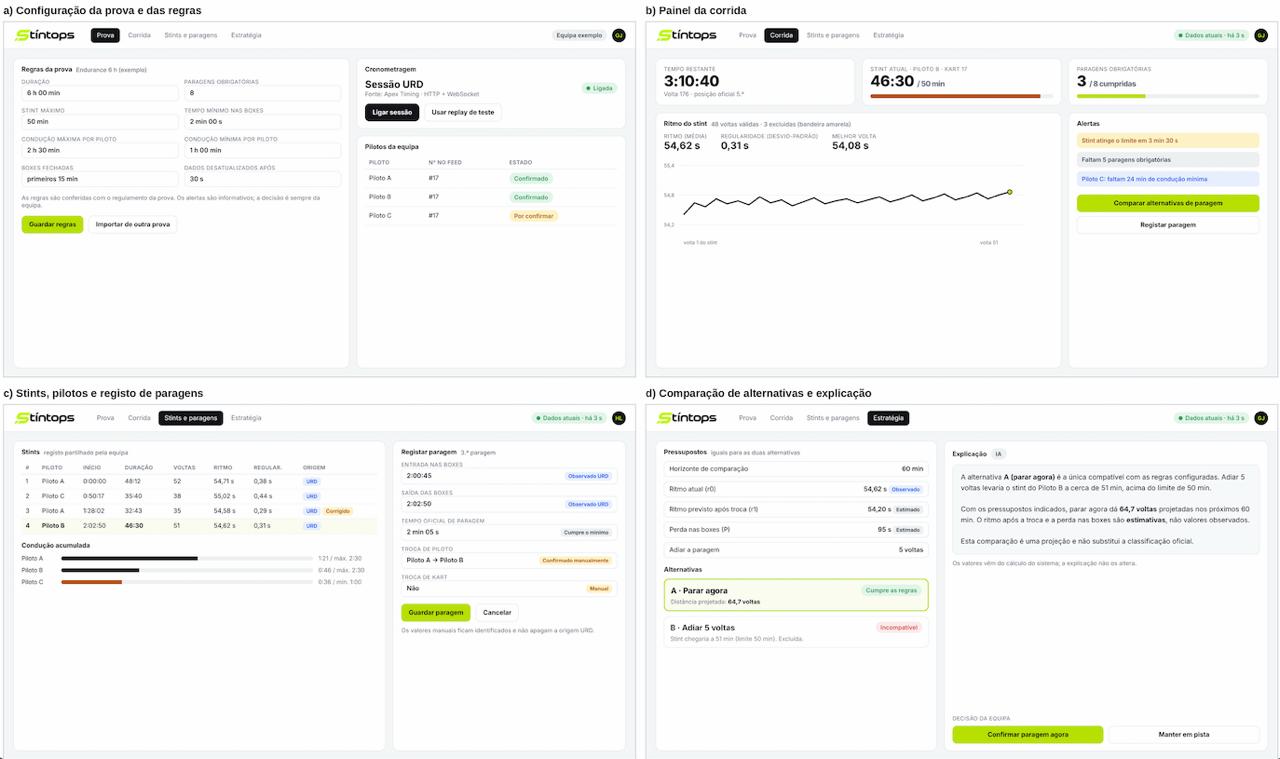 a) Configuração da prova e das regras
Stintops
Prova
Corrida
Stints e paragens
Estratégia
Equipa exemplo
GJ
Regras da prova Endurance 6 h (exemplo)
DURAÇÃO
PARAGENS OBRIGATÓRIAS
6 h 00 min
8
STINT MÁXIMO
TEMPO MÍNIMO NAS BOXES
50 min
2 min 00 s
CONDUÇÃO MÁXIMA POR PILOTO
CONDUÇÃO MÍNIMA POR PILOTO
2 h 30 min
1 h 00 min
BOXES FECHADAS
DADOS DESATUALIZADOS APÓS
primeiros 15 min
30 s
As regras são conferidas com o regulamento da prova. Os alertas são informativos; a decisão é sempre da
equipa.
Guardar regras
Importar de outra prova
Cronometragem
Sessão URD
Fonte: Apex Timing · HTTP + WebSocket
Ligada
Ligar sessão
Usar replay de teste
Pilotos da equipa
PILOTO Nº NO FEED ESTADO
Piloto A #17 Confirmado
Piloto B #17 Confirmado
Piloto C #17 Por confirmar
b) Painel da corrida
Stintops
Prova
Corrida
Stints e paragens
Estratégia
Dados atuais · há 3 s
GJ
TEMPO RESTANTE
3:10:40
Volta 176 · posição oficial 5.ª
STINT ATUAL · PILOTO B · KART 17
46:30 / 50 min
PARAGENS OBRIGATÓRIAS
3 / 8 cumpridas
Ritmo do stint 48 voltas válidas · 3 excluídas (bandeira amarela)
RITMO (MÉDIA)
REGULARIDADE (DESVIO-PADRÃO)
MELHOR VOLTA
54,62 s
0,31 s
54,08 s
55,4
54,8
54,2
volta 1 do stint
volta 51
Alertas
Stint atinge o limite em 3 min 30 s
Faltam 5 paragens obrigatórias
Piloto C: faltam 24 min de condução mínima
Comparar alternativas de paragem
Registar paragem
c) Stints, pilotos e registo de paragens
Stintops
Prova
Corrida
Stints e paragens
Estratégia
Dados atuais · há 3 s
HL
Stints registo partilhado pela equipa
# PILOTO INÍCIO DURAÇÃO VOLTAS RITMO REGULAR. ORIGEM
1 Piloto A 0:00:00 48:12 52 54,71 s 0,38 s URD
2 Piloto C 0:50:17 35:40 38 55,02 s 0,44 s URD
3 Piloto A 1:28:02 32:43 35 54,58 s 0,29 s URD Corrigido
4 Piloto B 2:02:50 46:30 51 54,62 s 0,31 s URD
Condução acumulada
Piloto A 1:21 / máx. 2:30
Piloto B 0:46 / máx. 2:30
Piloto C 0:36 / mín. 1:00
Registar paragem 3.ª paragem
ENTRADA NAS BOXES
2:00:45 Observado URD
SAÍDA DAS BOXES
2:02:50 Observado URD
TEMPO OFICIAL DE PARAGEM
2 min 05 s Cumpre o mínimo
TROCA DE PILOTO
Piloto A → Piloto B Confirmado manualmente
TROCA DE KART
Não Manual
Guardar paragem
Cancelar
Os valores manuais ficam identificados e não apagam a origem URD.
d) Comparação de alternativas e explicação
Stintops
Prova
Corrida
Stints e paragens
Estratégia
Dados atuais · há 3 s
GJ
Pressupostos iguais para as duas alternativas
Horizonte de comparação 60 min
Ritmo atual (r0) 54,62 s Observado
Ritmo previsto após troca (r1) 54,20 s Estimado
Perda nas boxes (P) 95 s Estimado
Adiar a paragem 5 voltas
Alternativas
A · Parar agora Cumpre as regras
Distância projetada: 64,7 voltas
B · Adiar 5 voltas Incompatível
Stint chegaria a 51 min (limite 50 min). Excluída.
Explicação IA
A alternativa A (parar agora) é a única compatível com as regras configuradas. Adiar 5
voltas levaria o stint do Piloto B a cerca de 51 min, acima do limite de 50 min.
Com os pressupostos indicados, parar agora dá 64,7 voltas projetadas nos próximos 60
min. O ritmo após a troca e a perda nas boxes são estimativas, não valores observados.
Esta comparação é uma projeção e não substitui a classificação oficial.
Os valores vêm do cálculo do sistema; a explicação não os altera.
DECISÃO DA EQUIPA
Confirmar paragem agora
Manter em pista